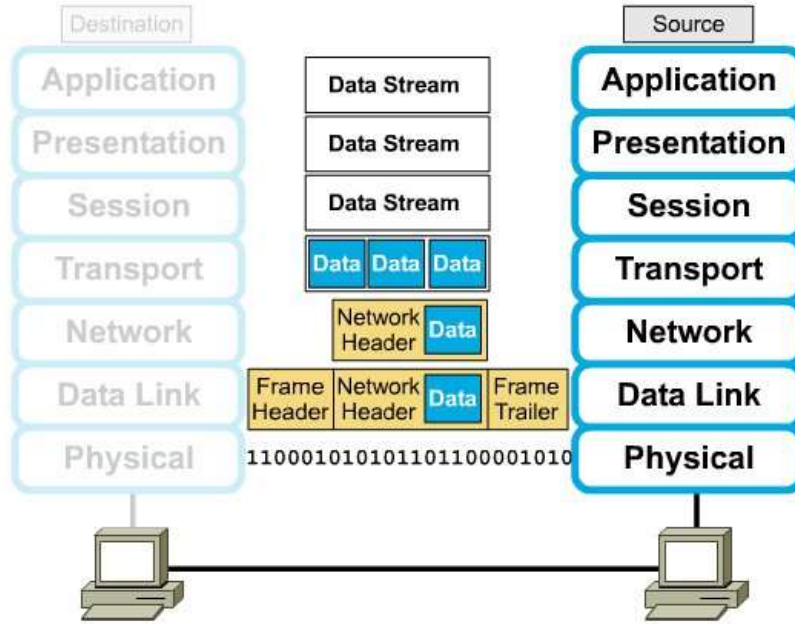 Destination
Source
Application
Data Stream
Application
Presentation
Data Stream
Presentation
Session
Data Stream
Session
Transport
Data Data Data
Transport
Network
Network Header Data
Network
Data Link
Frame Header Network Header Data Frame Trailer
Data Link
Physical
110001010101101100001010
Physical